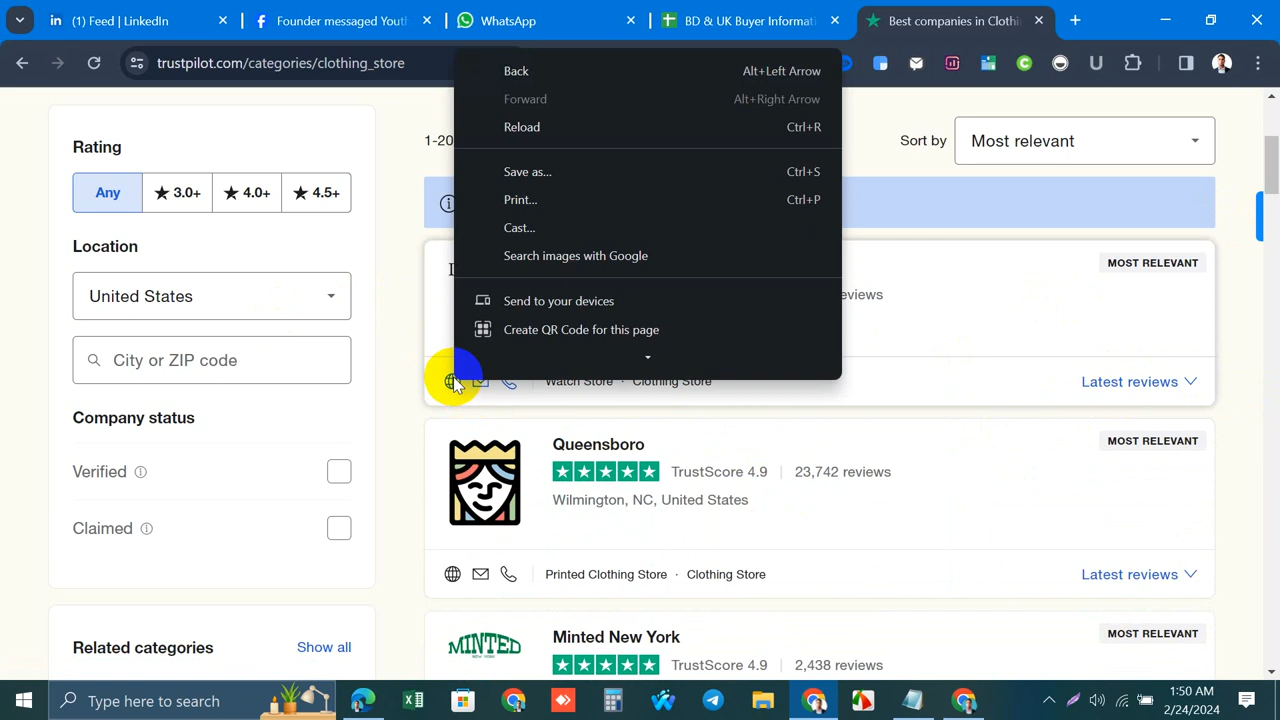 (1) Feed | LinkedIn
Founder messaged Yout
WhatsApp
BD & UK Buyer Informati
Best companies in Clothi
trustpilot.com/categories/clothing_store
Back Alt+Left Arrow
Forward Alt+Right Arrow
Reload Ctrl+R
Save as... Ctrl+S
Print... Ctrl+P
Cast...
Search images with Google
Send to your devices
Create QR Code for this page
Rating
Any 3.0+ 4.0+ 4.5+
Location
United States
City or ZIP code
Company status
Verified
Claimed
Related categories Show all
1-20
Sort by Most relevant
MOST RELEVANT
eviews
Watch Store · Clothing Store
Latest reviews
Queensboro
MOST RELEVANT
TrustScore 4.9 | 23,742 reviews
Wilmington, NC, United States
Printed Clothing Store · Clothing Store
Latest reviews
MINTED
NEW YORK
Minted New York
MOST RELEVANT
TrustScore 4.9 | 2,438 reviews
Type here to search
1:50 AM
2/24/2024